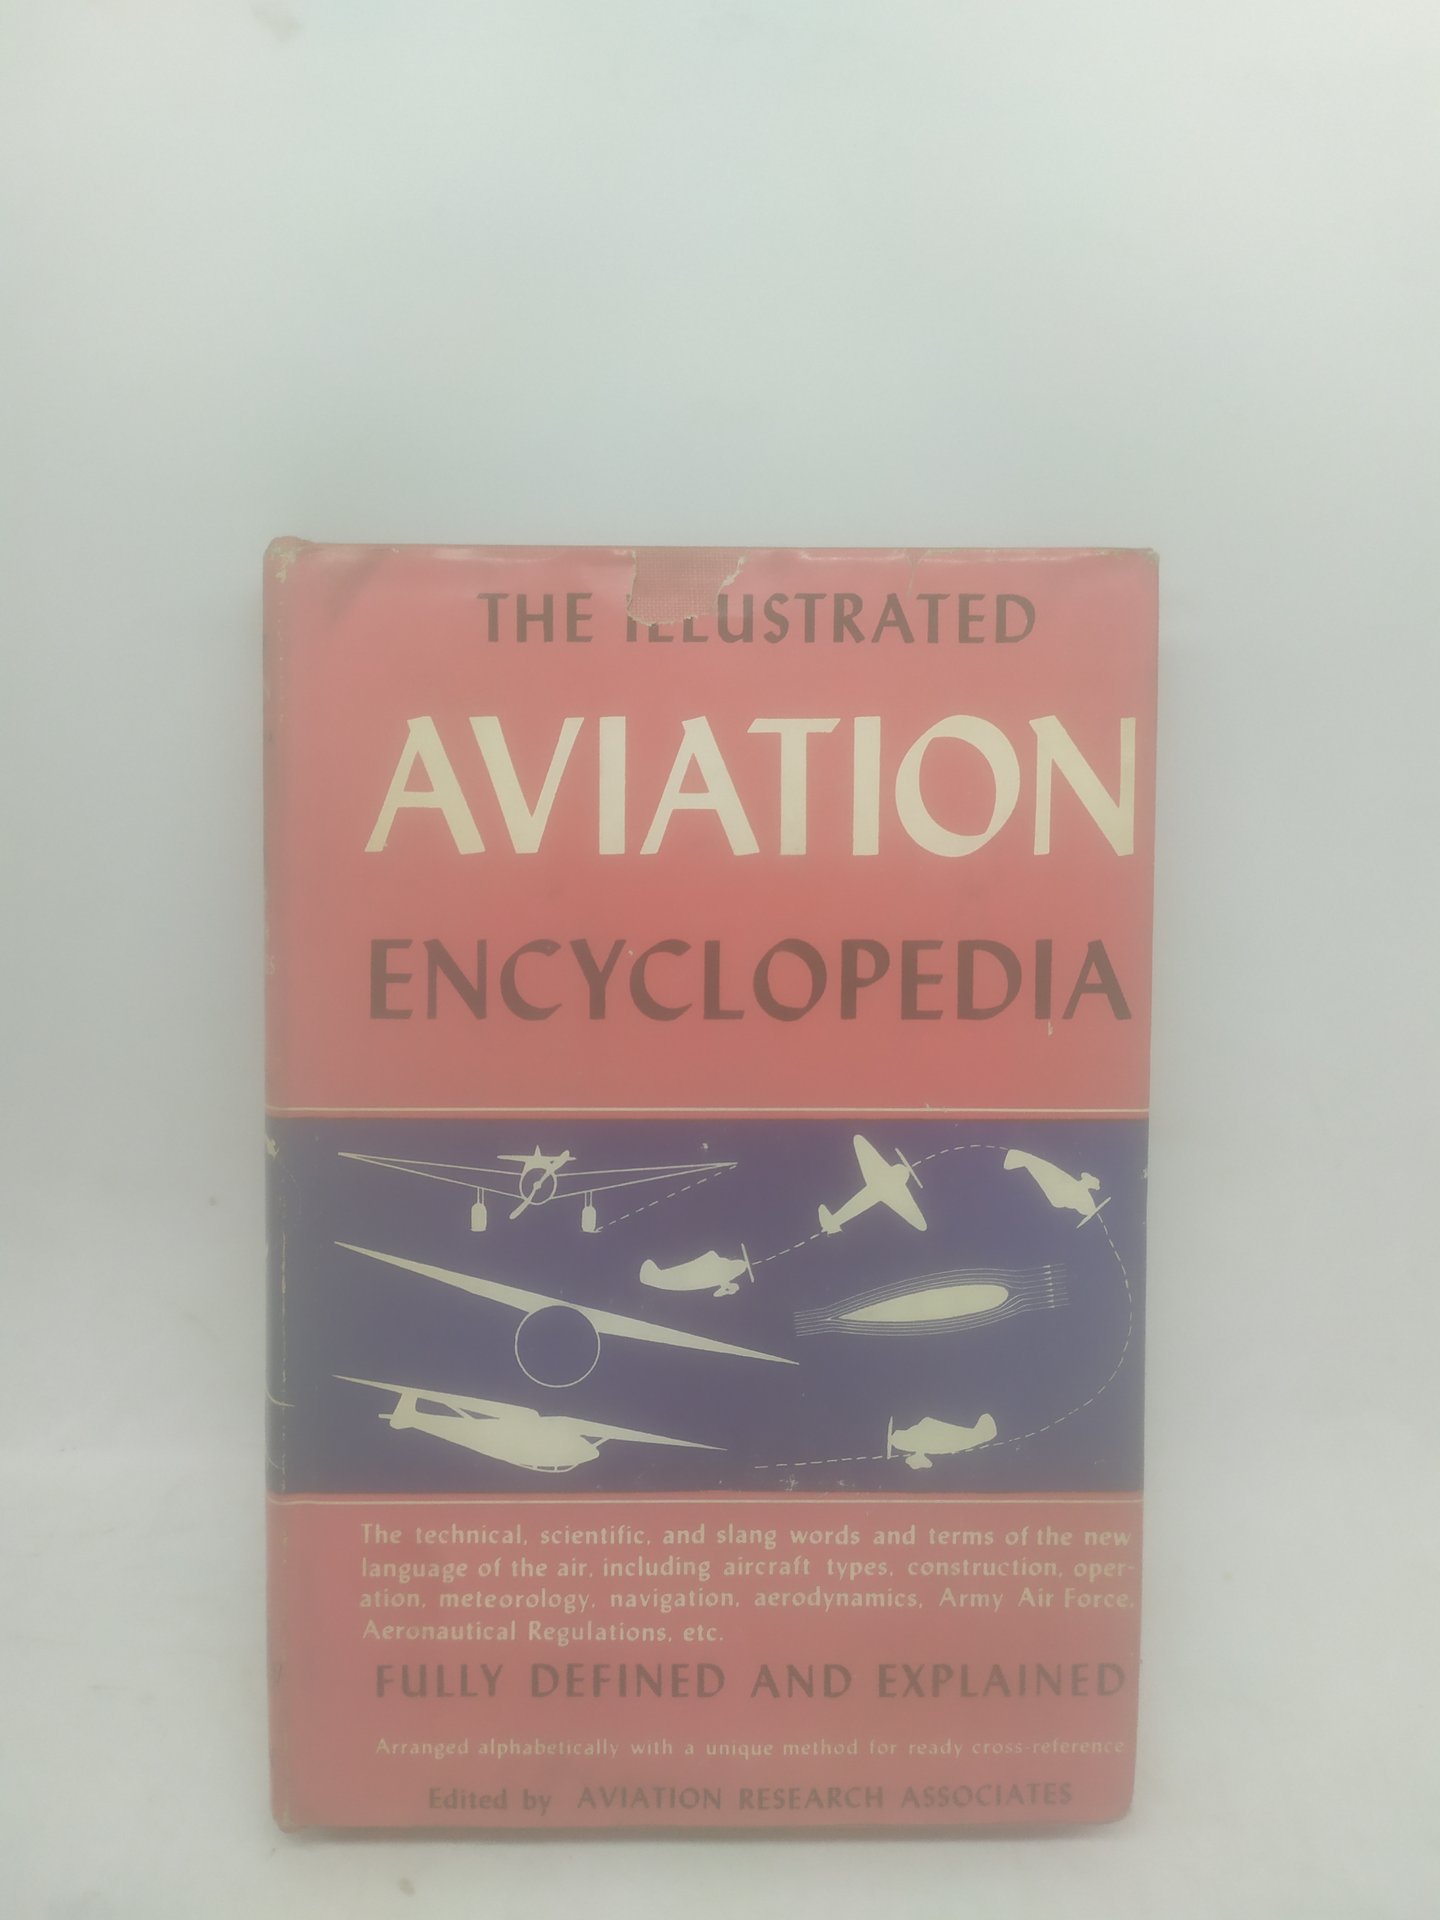 THE ILLUSTRATED
AVIATION
ENCYCLOPEDIA
The technical, scientific, and slang words and terms of the new
language of the air, including aircraft types, construction, oper-
ation, meteorology, navigation, aerodynamics, Army Air Force,
Aeronautical Regulations, etc.
FULLY DEFINED AND EXPLAINED
Arranged alphabetically with a unique method for ready cross-reference
Edited by AVIATION RESEARCH ASSOCIATES